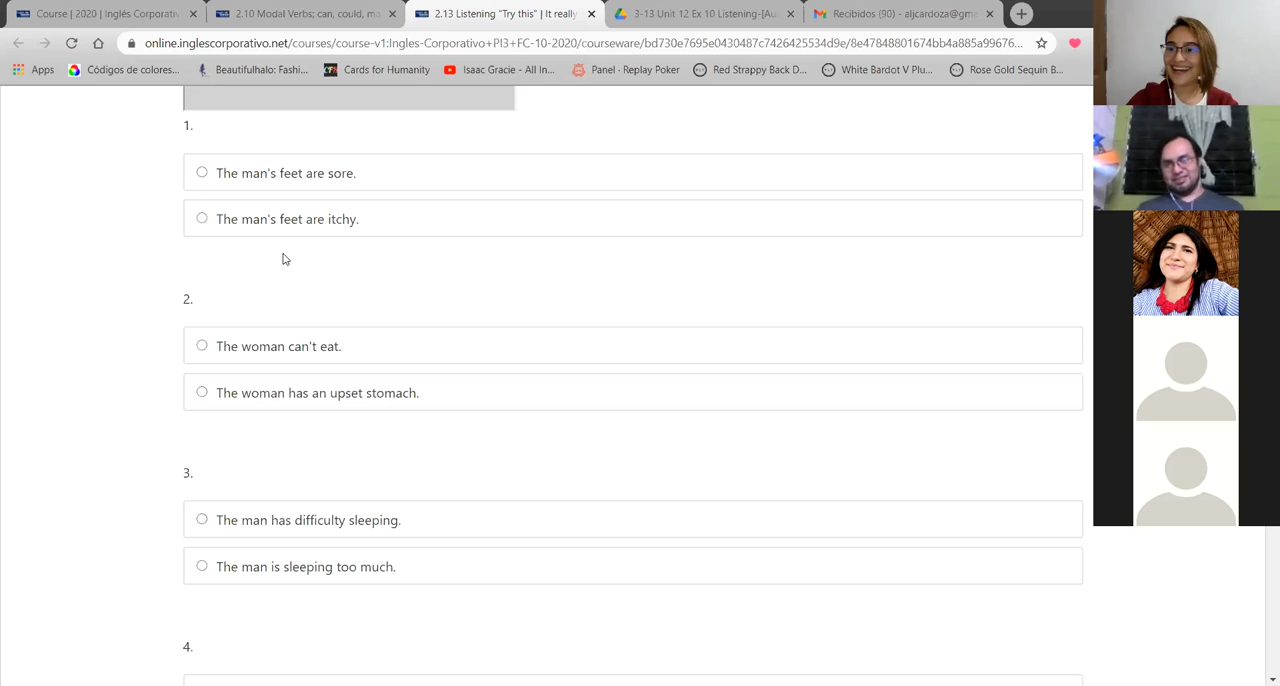 Course | 2020 | Inglés Corporativ
2.10 Modal Verbs; can, could, m
2.13 Listening "Try this" | It really
3-13 Unit 12 Ex 10 Listening-[Au
Recibidos (90) - aljcardoza@gm
online.inglescorporativo.net/courses/course-v1:Ingles-Corporativo+PI3+FC-10-2020/courseware/bd730e7695e0430487c7426425534d9e/8e47848801674bb4a885a99676...
Apps
Códigos de colores...
Beautifulhalo: Fashi...
Cards for Humanity
Isaac Gracie - All In...
Panel · Replay Poker
Red Strappy Back D...
White Bardot V Plu...
Rose Gold Sequin B...
1.
The man's feet are sore.
The man's feet are itchy.
2.
The woman can't eat.
The woman has an upset stomach.
3.
The man has difficulty sleeping.
The man is sleeping too much.
4.